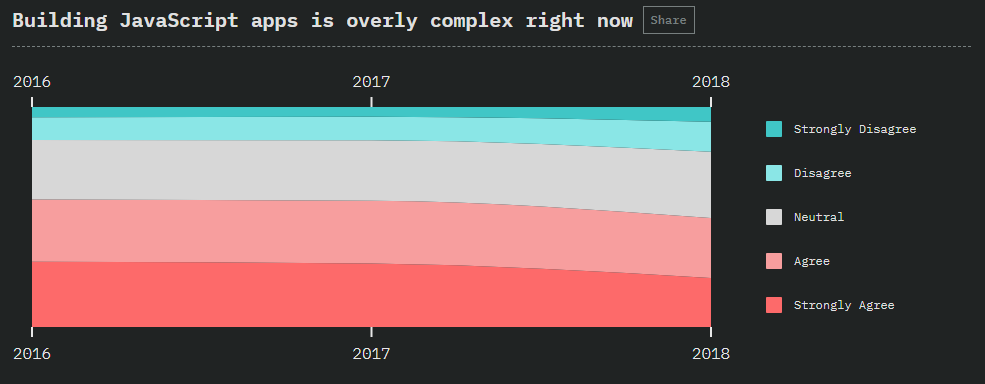 Building JavaScript apps is overly complex right now Share
2016 2017 2018
Strongly Disagree
Disagree
Neutral
Agree
Strongly Agree
2016 2017 2018